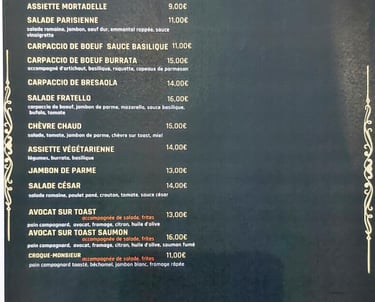 ASSIETTE MORTADELLE 9.00€
SALADE PARISIENNE 11.00€
salade romaine, jambon, oeuf dur, emmental rappée, sauce
vinaigrette
CARPACCIO DE BOEUF SAUCE BASILIQUE 11.00€
CARPACCIO DE BOEUF BURRATA 15.00€
accompagné d'artichaut, basilique, roquette, copeaux de parmesan
CARPACCIO DE BRESAOLA 14.00€
SALADE FRATELLO 16,00€
carpaccio de boeuf, jambon de parme, mozarella, sauce basilique,
bufala, tomate
CHÈVRE CHAUD 15.00€
salade, tomate, jambon de parme, chèvre sur toast, miel
ASSIETTE VÉGÉTARIENNE 14,00€
légumes, burrata, basilique
JAMBON DE PARME 13,00€
SALADE CÉSAR 14,00€
salade romaine, poulet pané, crouton, tomate, sauce césar
AVOCAT SUR TOAST 13.00€
accompagnée de salade, frites
pain campagnard, avocat, fromage, citron, huile d'olive
AVOCAT SUR TOAST SAUMON 16.00€
accompagnée de salade, frites
pain campagnard, avocat, fromage, citron, huile d'olive, saumon fumé
CROQUE-MONSIEUR 11,00€
accompagnée de salade, frites
pain campagnard toasté, béchamel, jambon blanc, fromage râpée